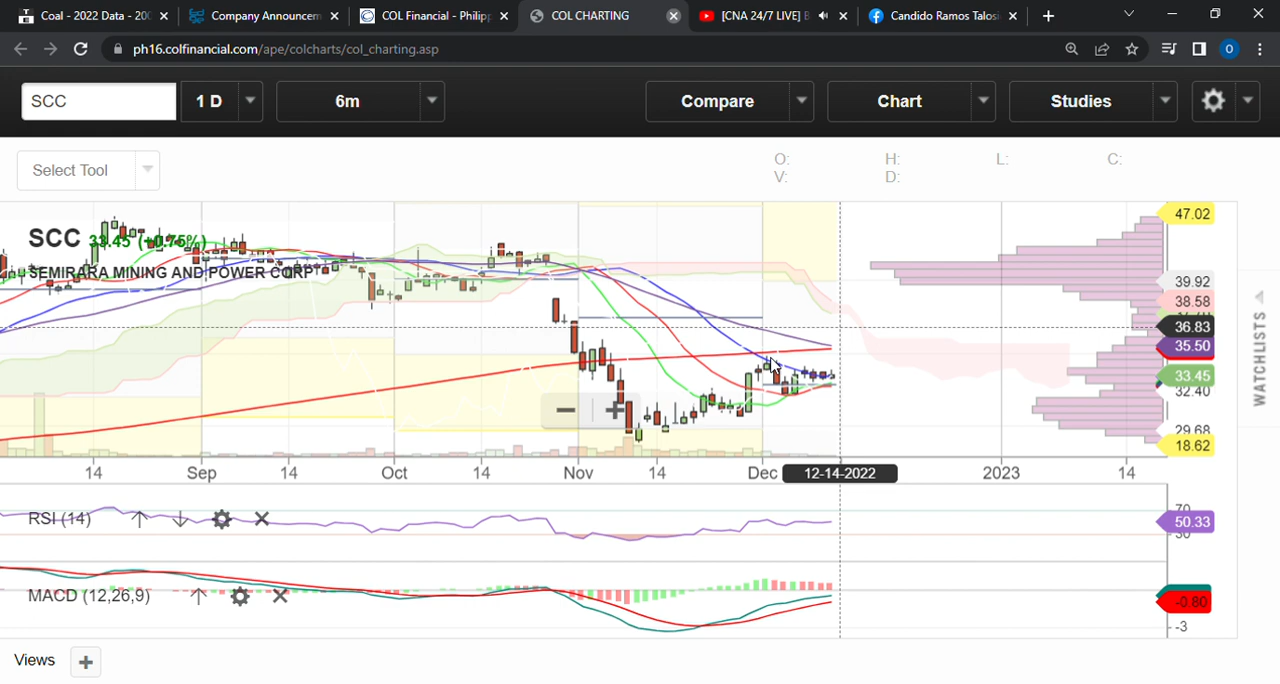 Coal - 2022 Data - 200
Company Announcem
COL Financial - Philipp
COL CHARTING
[CNA 24/7 LIVE] B
Candido Ramos Talosi
ph16.colfinancial.com/ape/colcharts/col_charting.asp
O
SCC
1 D
6m
Compare
Chart
Studies
Select Tool
O:
H:
L:
C:
V:
D:
SCC 33.45 (+0.75%)
SEMIRARA MINING AND POWER CORP
47.02
39.92
38.58
36.83
35.50
33.45
32.40
29.68
18.62
WATCHLISTS
14
Sep
14
Oct
14
Nov
14
Dec
12-14-2022
2023
14
RSI (14)
70
50.33
30
MACD (12,26,9)
-0.80
-3
Views